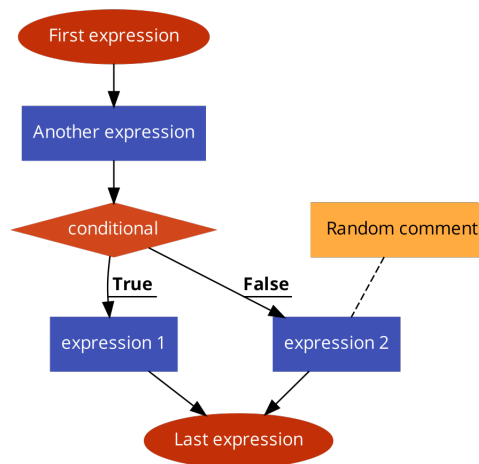 First expression
Another expression
conditional
Random comment
True
False
expression 1
expression 2
Last expression